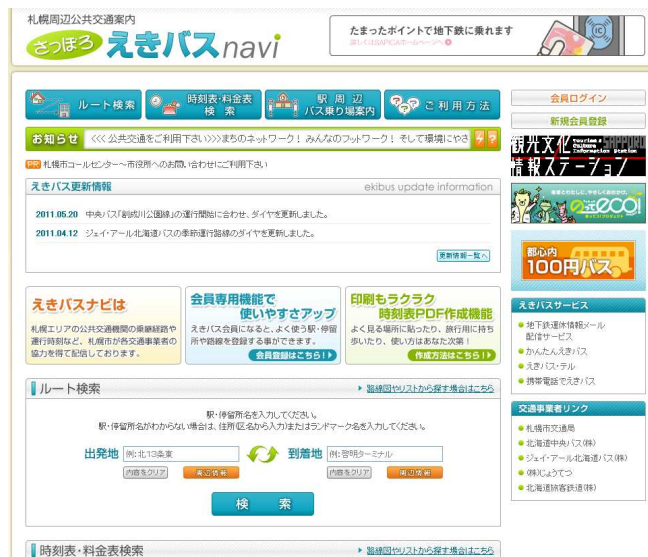 札幌周辺公共交通案内
さっぽろ えきバスnavi
たまったポイントで地下鉄に乗れます
詳しくはSAPICAホームページへ
ルート検索
時刻表・料金表
検 索
駅 周 辺
バス乗り場案内
ご利用方法
会員ログイン
新規会員登録
お知らせ <<< 公共交通をご利用下さい>>>まちのネットワーク! みんなのフットワーク! そして環境にやさ
PR 札幌市コールセンター~市役所へのお問い合わせにご利用下さい
観光文化 Tourism & Culture Information Station SAPPORO
情報ステーション
えきバス更新情報 ekibus update information
2011.05.20 中央バス「創成川公園線」の運行開始に合わせ、ダイヤを更新しました。
2011.04.12 ジェイ・アール北海道バスの季節運行路線のダイヤを更新しました。
更新情報一覧へ
eco!
都心内
100円バス
えきバスナビは
札幌エリアの公共交通機関の乗継経路や
運行時刻など、札幌市が各交通事業者の
協力を得て配信しております。
会員専用機能で
使いやすさアップ
えきバス会員になると、よく使う駅・停留
所や路線を登録する事ができます。
会員登録はこちら!
印刷もラクラク
時刻表PDF作成機能
よく見る場所に貼ったり、旅行用に持ち
歩いたり、使い方はあなた次第!
作成方法はこちら!
えきバスサービス
地下鉄運休情報メール
配信サービス
かんたんえきバス
えきバス・テル
携帯電話でえきバス
ルート検索 路線図やリストから探す場合はこちら
駅・停留所名を入力してください。
駅・停留所名がわからない場合は、住所(区名から入力)またはランドマーク名を入力してください。
出発地 例:北13条東 到着地 例:啓明ターミナル
内容をクリア 周辺情報 内容をクリア 周辺情報
検 索
交通事業者リンク
札幌市交通局
北海道中央バス(株)
ジェイ・アール北海道バス(株)
(株)じょうてつ
北海道旅客鉄道(株)
時刻表・料金表検索 路線図やリストから探す場合はこちら